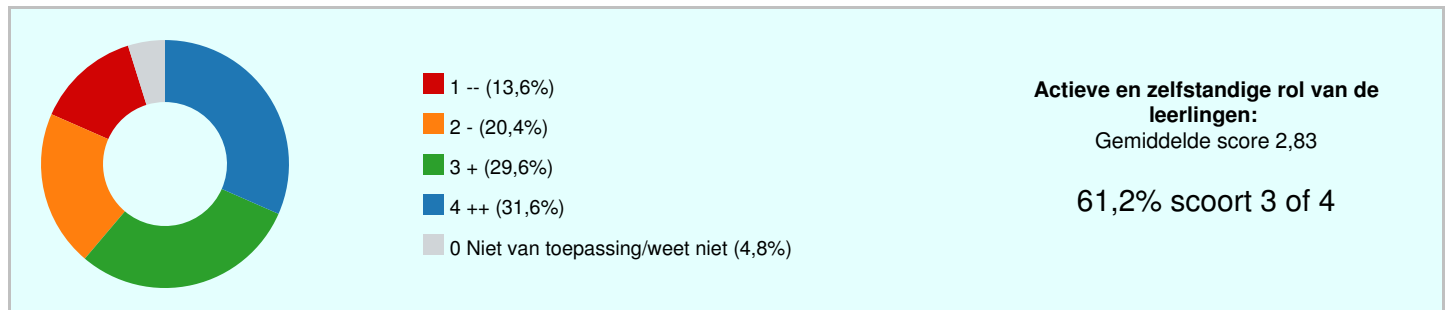 1 -- (13,6%)
2 - (20,4%)
3 + (29,6%)
4 ++ (31,6%)
0 Niet van toepassing/weet niet (4,8%)
Actieve en zelfstandige rol van de
leerlingen:
Gemiddelde score 2,83
61,2% scoort 3 of 4